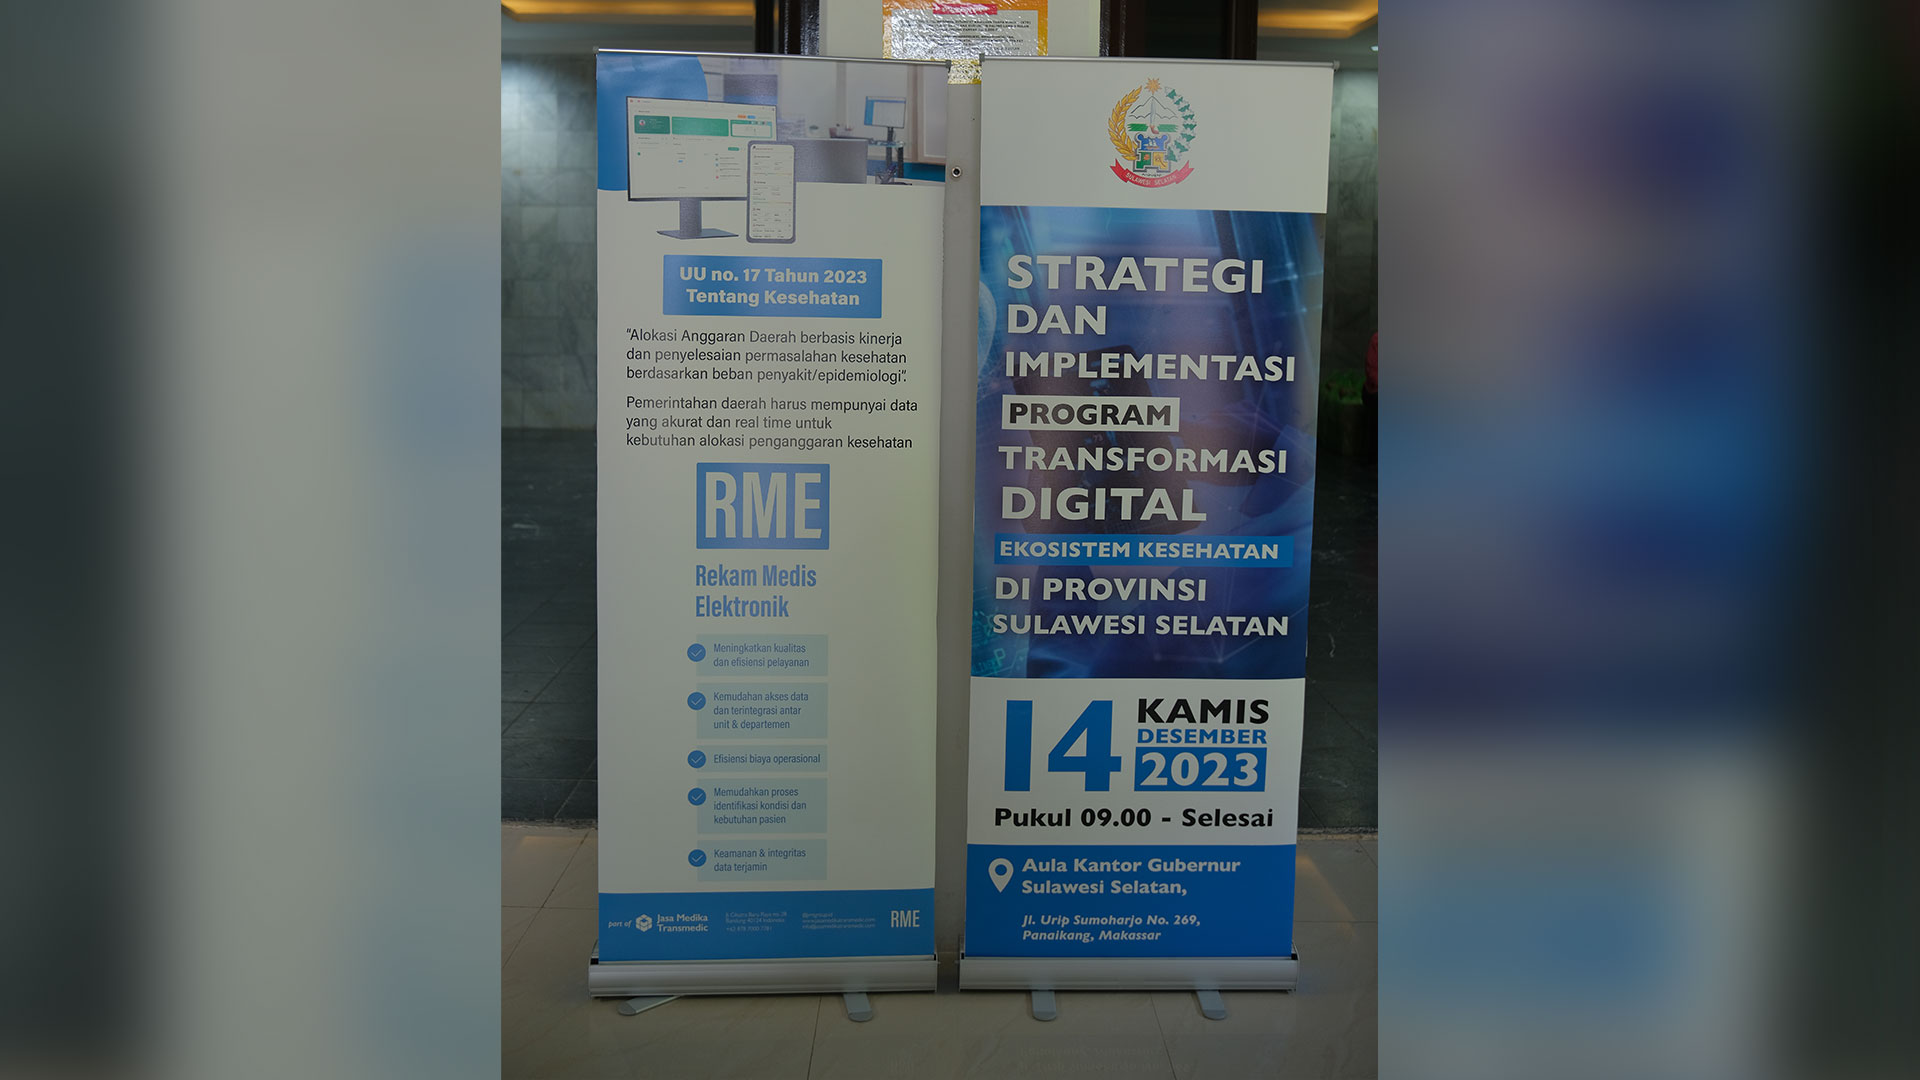 UU no. 17 Tahun 2023
Tentang Kesehatan
“Alokasi Anggaran Daerah berbasis kinerja
dan penyelesaian permasalahan kesehatan
berdasarkan beban penyakit/epidemiologi”.
Pemerintahan daerah harus mempunyai data
yang akurat dan real time untuk
kebutuhan alokasi penganggaran kesehatan
RME
Rekam Medis
Elektronik
Meningkatkan kualitas
dan efisiensi pelayanan
Kemudahan akses data
dan terintegrasi antar
unit & departemen
Efisiensi biaya operasional
Memudahkan proses
identifikasi kondisi dan
kebutuhan pasien
Keamanan & integritas
data terjamin
part of
Jasa Medika
Transmedic
RME
SULAWESI SELATAN
STRATEGI
DAN
IMPLEMENTASI
PROGRAM
TRANSFORMASI
DIGITAL
EKOSISTEM KESEHATAN
DI PROVINSI
SULAWESI SELATAN
14
KAMIS
DESEMBER
2023
Pukul 09.00 - Selesai
Aula Kantor Gubernur
Sulawesi Selatan,
Jl. Urip Sumoharjo No. 269,
Panaikang, Makassar